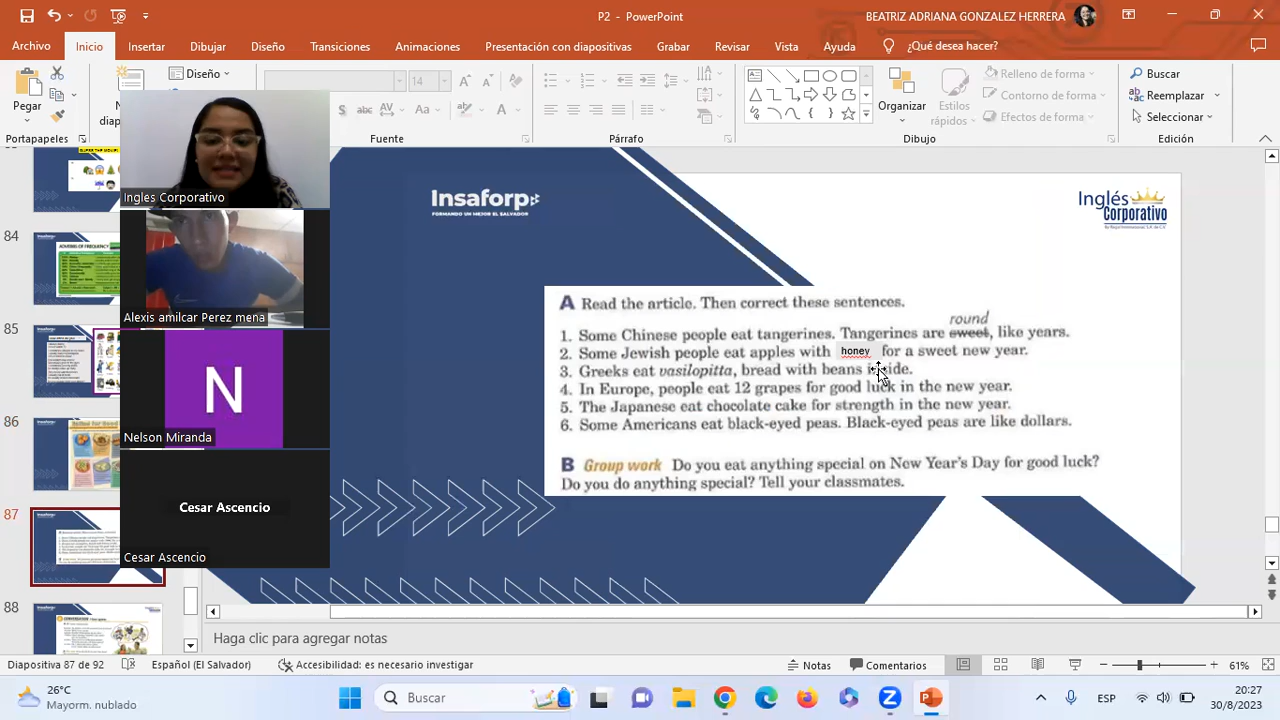 P2 - PowerPoint
BEATRIZ ADRIANA GONZALEZ HERRERA
Archivo Inicio Insertar Dibujar Diseño Transiciones Animaciones Presentación con diapositivas Grabar Revisar Vista Ayuda ¿Qué desea hacer?
Diseño
14
Relleno de forma
Buscar
Pegar
Contorno de forma
Reemplazar
Organizar
Estilos
rápidos
Efectos de forma
Seleccionar
Portapapeles
Fuente
Párrafo
Dibujo
Edición
Ingles Corporativo
Alexis amilcar Perez mena
N
Nelson Miranda
Cesar Ascencio
Cesar Ascencio
84
85
86
87
88
Insaforp
FORMANDO UN MEJOR EL SALVADOR
Inglés
Corporativo
A Read the article. Then correct these sentences.
round
1. Some Chinese people eat tangerines. Tangerines are sweet, like years.
2. Some Jewish people eat apples with honey for a sweet new year.
3. Greeks eat vasilopitta, bread with beans inside.
4. In Europe, people eat 12 grapes for good luck in the new year.
5. The Japanese eat chocolate cake for strength in the new year.
6. Some Americans eat black-eyed peas. Black-eyed peas are like dollars.
B Group work Do you eat anything special on New Year's Day for good luck?
Do you do anything special? Tell your classmates.
Haga clic para agregar notas
Diapositiva 87 de 92
Español (El Salvador)
Accesibilidad: es necesario investigar
Notas
Comentarios
61%
26°C
Mayorm. nublado
Buscar
ESP
20:27
30/8/2023